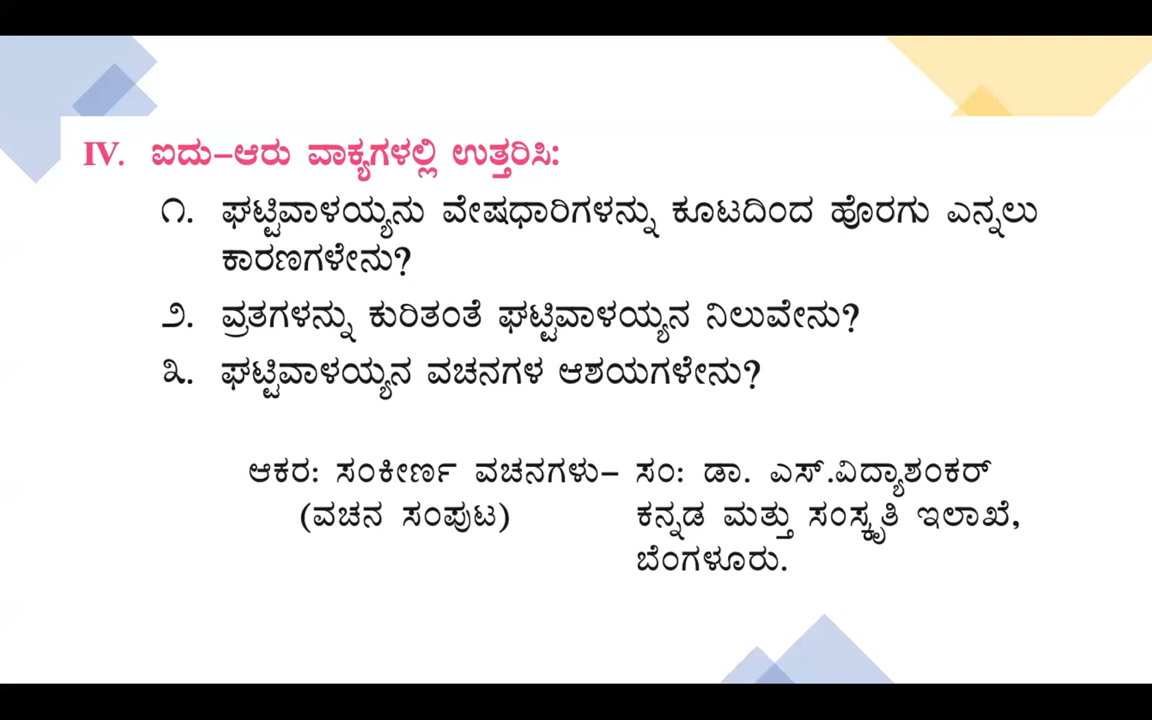 IV. ಐದು-ಆರು ವಾಕ್ಯಗಳಲ್ಲಿ ಉತ್ತರಿಸಿ:
೧. ಘಟ್ಟಿವಾಳಯ್ಯನು ವೇಷಧಾರಿಗಳನ್ನು ಕೂಟದಿಂದ ಹೊರಗು ಎನ್ನಲು
ಕಾರಣಗಳೇನು?
೨. ವ್ರತಗಳನ್ನು ಕುರಿತಂತೆ ಘಟ್ಟಿವಾಳಯ್ಯನ ನಿಲುವೇನು?
೩. ಘಟ್ಟಿವಾಳಯ್ಯನ ವಚನಗಳ ಆಶಯಗಳೇನು?
ಆಕರ: ಸಂಕೀರ್ಣ ವಚನಗಳು- ಸಂ: ಡಾ. ಎಸ್.ವಿದ್ಯಾಶಂಕರ್
(ವಚನ ಸಂಪುಟ) ಕನ್ನಡ ಮತ್ತು ಸಂಸ್ಕೃತಿ ಇಲಾಖೆ,
ಬೆಂಗಳೂರು.